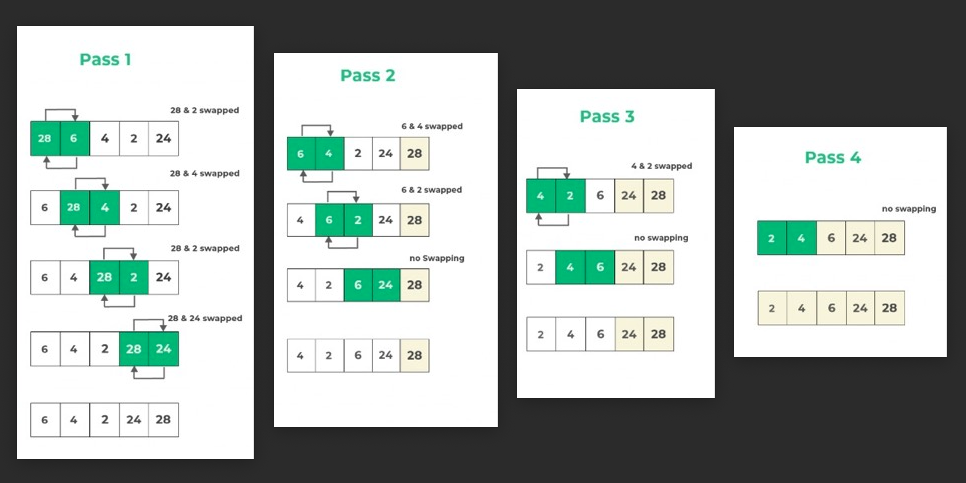 Pass 1
28 & 2 swapped
28 6 4 2 24
28 & 4 swapped
6 28 4 2 24
28 & 2 swapped
6 4 28 2 24
28 & 24 swapped
6 4 2 28 24
6 4 2 24 28
Pass 2
6 & 4 swapped
6 4 2 24 28
6 & 2 swapped
4 6 2 24 28
no Swapping
4 2 6 24 28
4 2 6 24 28
Pass 3
4 & 2 swapped
4 2 6 24 28
no swapping
2 4 6 24 28
2 4 6 24 28
Pass 4
no swapping
2 4 6 24 28
2 4 6 24 28